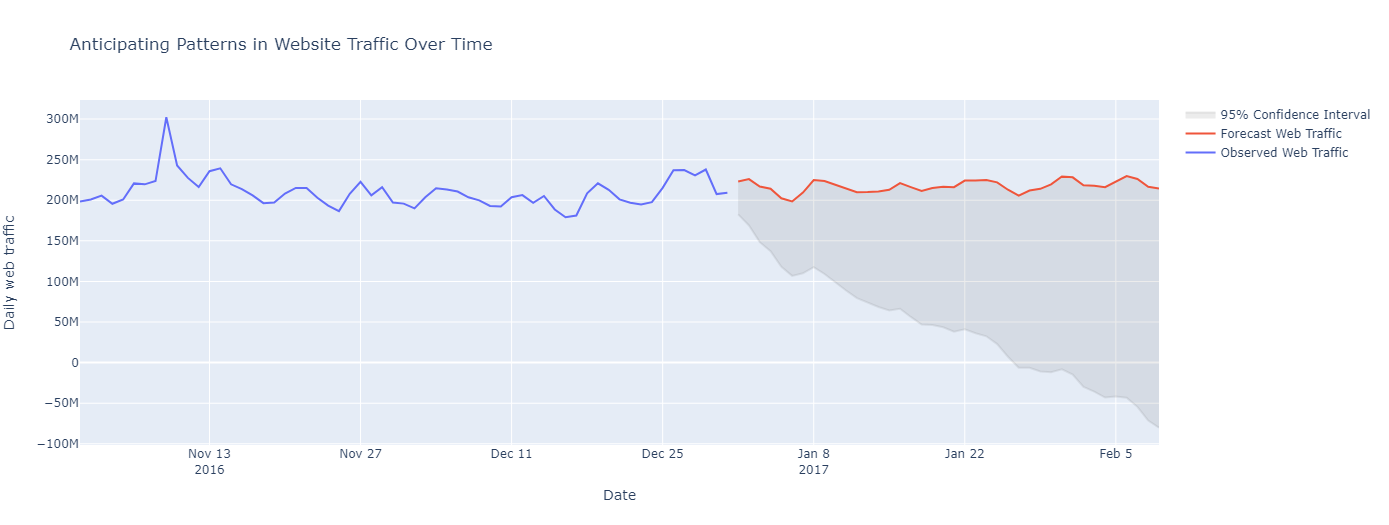 Anticipating Patterns in Website Traffic Over Time
95% Confidence Interval
Forecast Web Traffic
Observed Web Traffic
Daily web traffic
300M
250M
200M
150M
100M
50M
0
−50M
−100M
Nov 13
2016
Nov 27
Dec 11
Dec 25
Jan 8
2017
Jan 22
Feb 5
Date